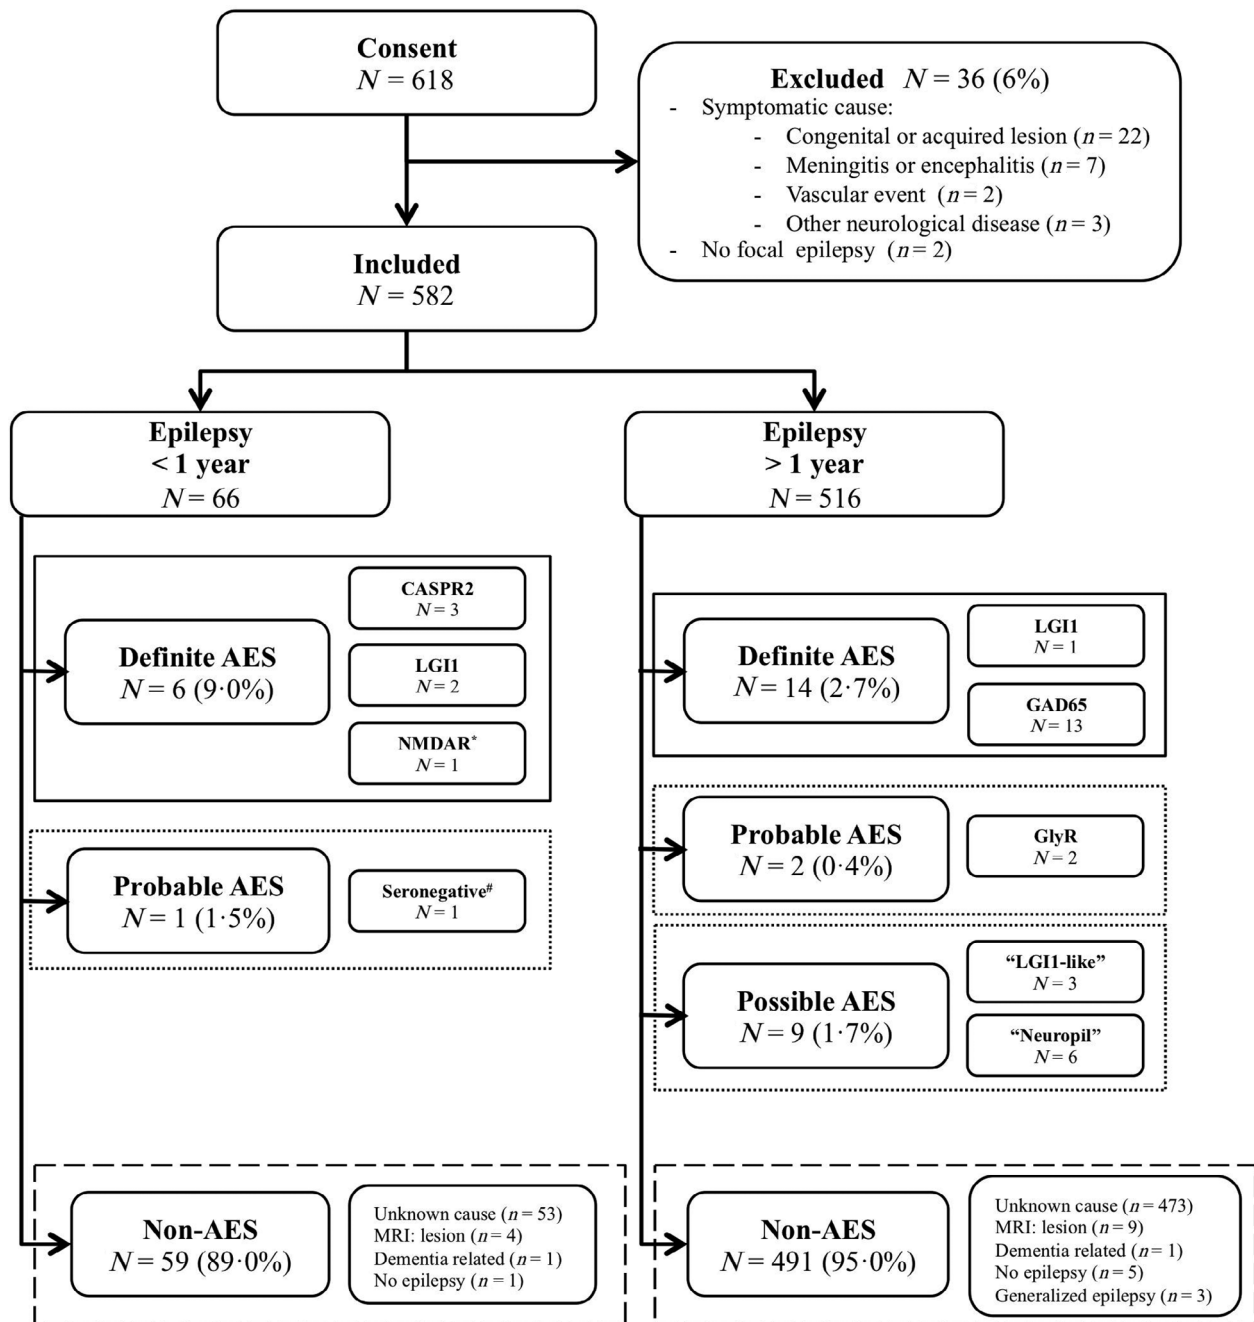 Consent
N = 618
Excluded N = 36 (6%)
- Symptomatic cause:
- Congenital or acquired lesion (n = 22)
- Meningitis or encephalitis (n = 7)
- Vascular event (n = 2)
- Other neurological disease (n = 3)
- No focal epilepsy (n = 2)
Included
N = 582
Epilepsy
< 1 year
N = 66
Definite AES
N = 6 (9·0%)
CASPR2
N = 3
LGI1
N = 2
NMDAR*
N = 1
Probable AES
N = 1 (1·5%)
Seronegative#
N = 1
Non-AES
N = 59 (89·0%)
Unknown cause (n = 53)
MRI: lesion (n = 4)
Dementia related (n = 1)
No epilepsy (n = 1)
Epilepsy
> 1 year
N = 516
Definite AES
N = 14 (2·7%)
LGI1
N = 1
GAD65
N = 13
Probable AES
N = 2 (0·4%)
GlyR
N = 2
Possible AES
N = 9 (1·7%)
“LGI1-like”
N = 3
“Neuropil”
N = 6
Non-AES
N = 491 (95·0%)
Unknown cause (n = 473)
MRI: lesion (n = 9)
Dementia related (n = 1)
No epilepsy (n = 5)
Generalized epilepsy (n = 3)